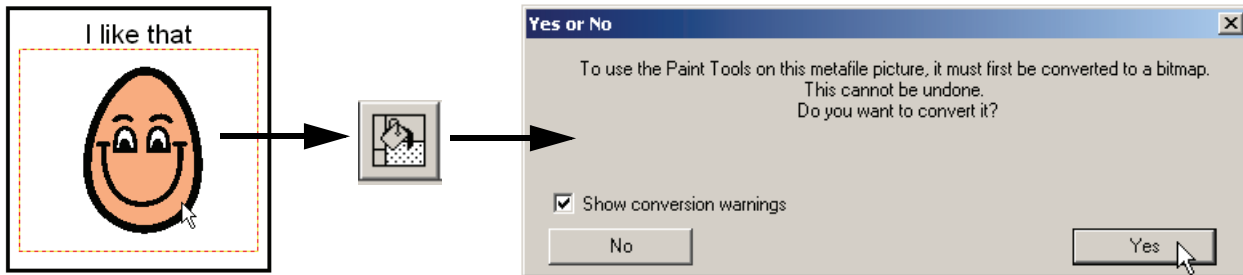 I like that
Yes or No
To use the Paint Tools on this metafile picture, it must first be converted to a bitmap.
This cannot be undone.
Do you want to convert it?
Show conversion warnings
No
Yes